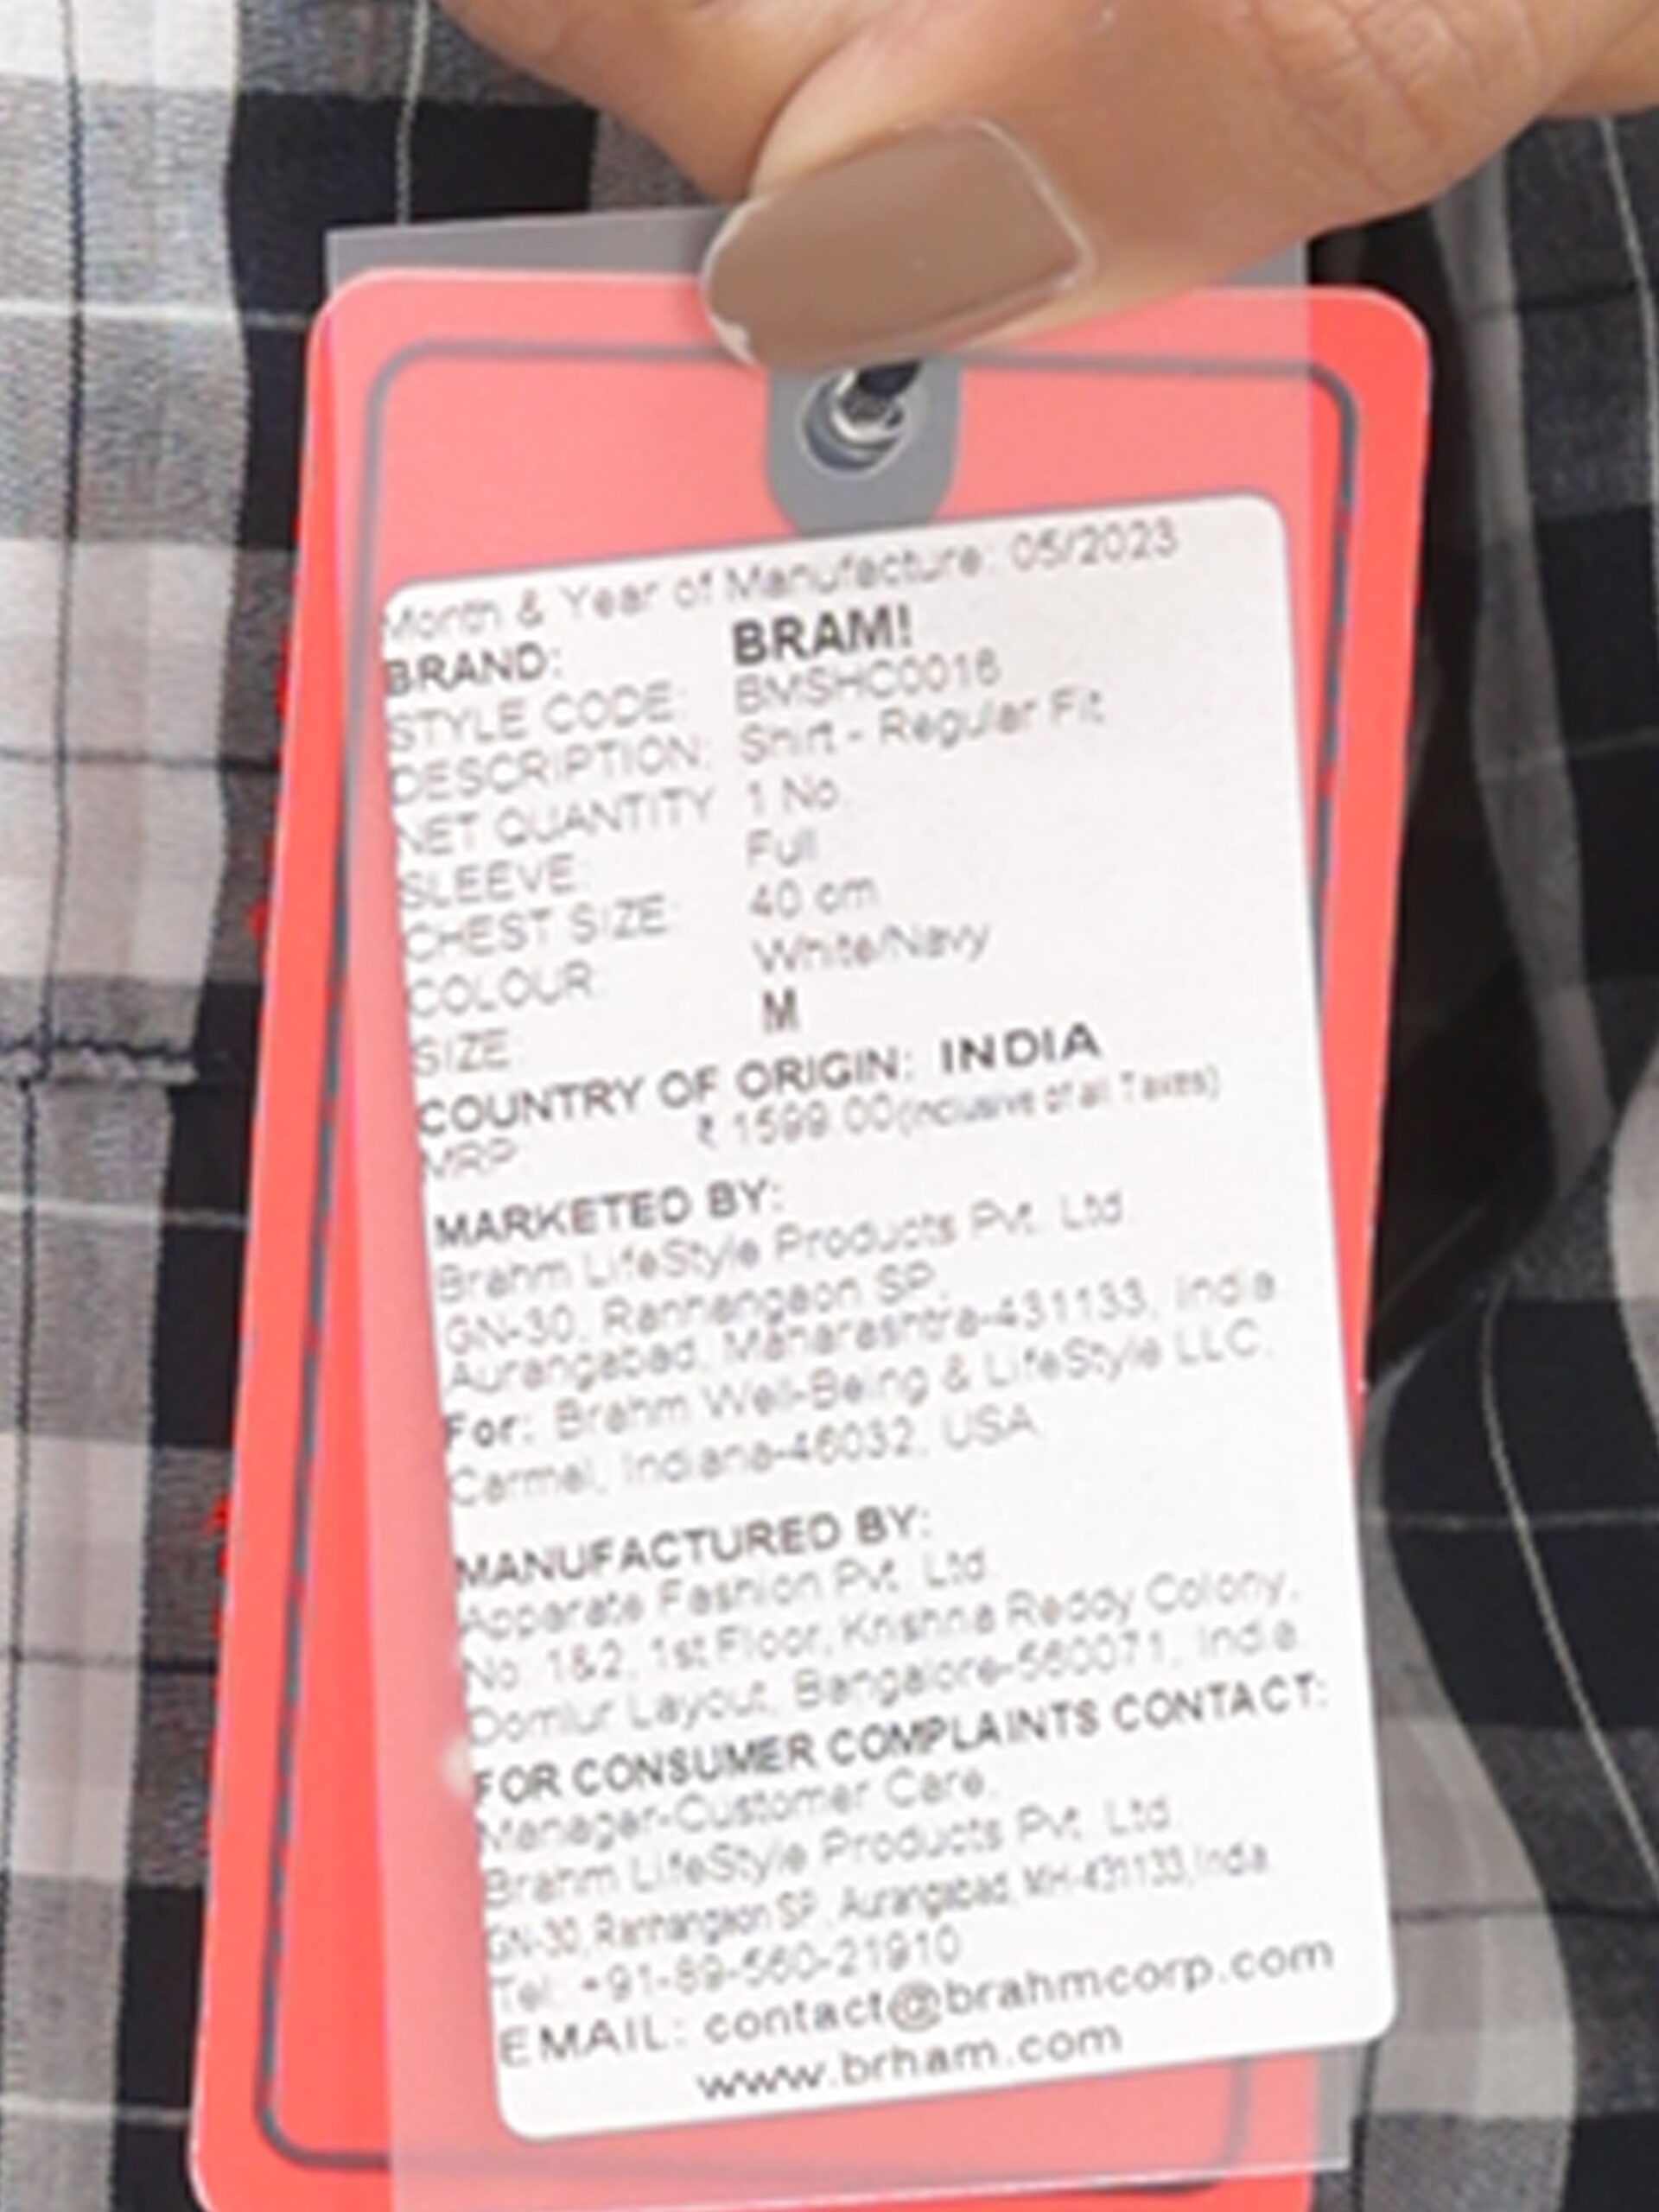 Month & Year of Manufacture: 05/2023
BRAND: BRAM!
STYLE CODE: BMSHC0016
DESCRIPTION: Shirt - Regular Fit
NET QUANTITY 1 No.
SLEEVE: Full
CHEST SIZE: 40 cm
COLOUR: White/Navy
SIZE: M
COUNTRY OF ORIGIN: INDIA
MRP ₹ 1599.00(inclusive of all Taxes)
MARKETED BY:
Brahm LifeStyle Products Pvt. Ltd.
GN-30, Ranhangaon SP,
Aurangabad, Maharashtra-431133, India
For: Brahm Well-Being & LifeStyle LLC,
Carmel, Indiana-46032, USA
MANUFACTURED BY:
Apparate Fashion Pvt. Ltd.
No. 1&2, 1st Floor, Krishna Reddy Colony,
Domlur Layout, Bangalore-560071, India
FOR CONSUMER COMPLAINTS CONTACT:
Manager-Customer Care,
Brahm LifeStyle Products Pvt. Ltd
GN-30, Ranhangaon SP, Aurangabad, MH-431133, India
Tel: +91-89-560-21910
EMAIL: contact@brahmcorp.com
www.brham.com